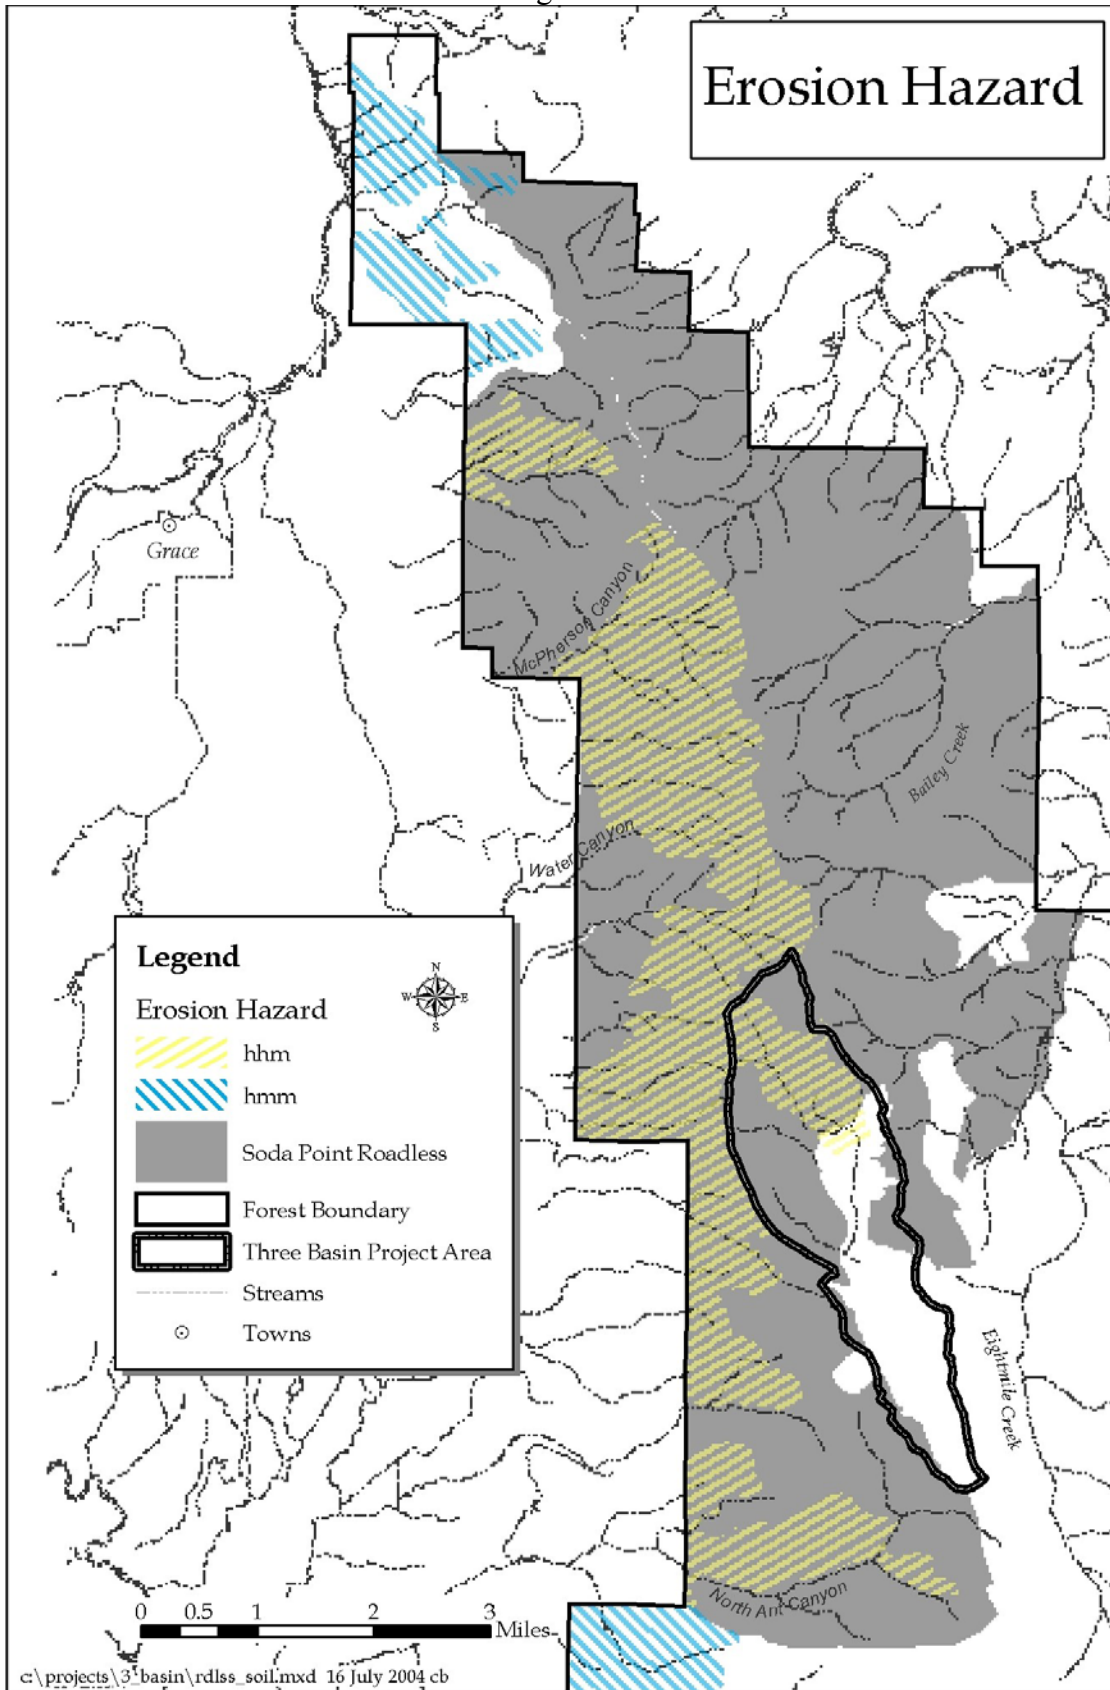 Erosion Hazard
Grace
McPherson Canyon
Bailey Creek
Water Canyon
Legend
N
W E
S
Erosion Hazard
hhm
hmm
Soda Point Roadless
Forest Boundary
Three Basin Project Area
Streams
Towns
Eightmile Creek
North Ant Canyon
0 0.5 1 2 3
Miles
c:\projects\3_basin\rdlss_soil.mxd 16 July 2004 cb